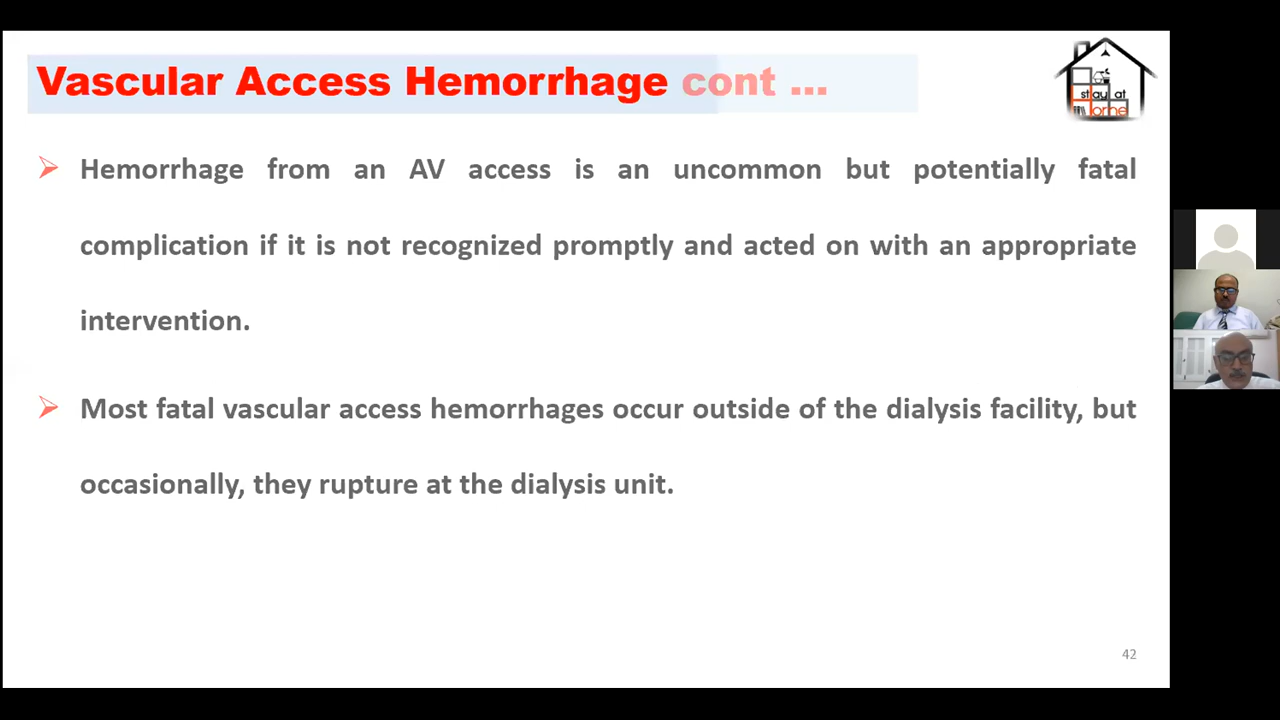 Vascular Access Hemorrhage cont ...
stay at
Home
Hemorrhage from an AV access is an uncommon but potentially fatal
complication if it is not recognized promptly and acted on with an appropriate
intervention.
Most fatal vascular access hemorrhages occur outside of the dialysis facility, but
occasionally, they rupture at the dialysis unit.
42